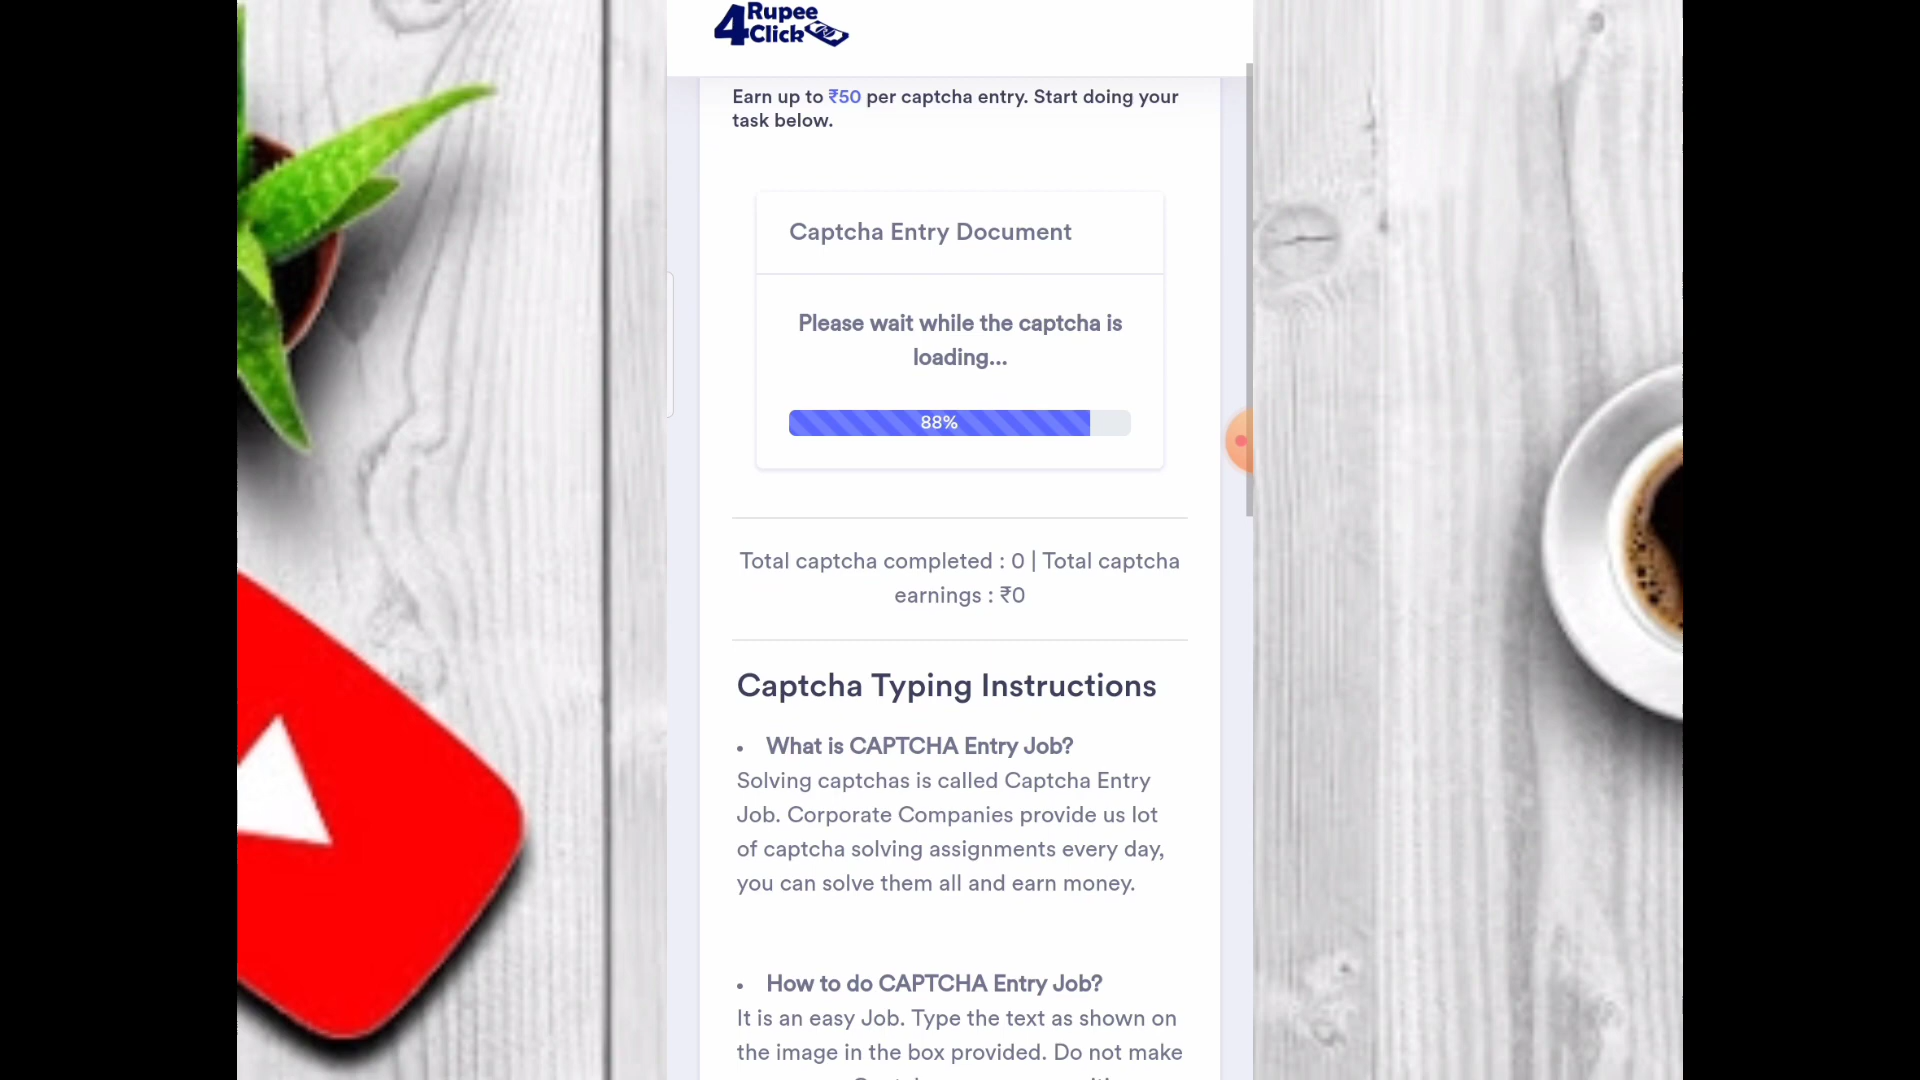 4 Rupee
Click
Earn up to ₹50 per captcha entry. Start doing your
task below.
Captcha Entry Document
Please wait while the captcha is
loading...
88%
Total captcha completed : 0 | Total captcha
earnings : ₹0
Captcha Typing Instructions
• What is CAPTCHA Entry Job?
Solving captchas is called Captcha Entry
Job. Corporate Companies provide us lot
of captcha solving assignments every day,
you can solve them all and earn money.
• How to do CAPTCHA Entry Job?
It is an easy Job. Type the text as shown on
the image in the box provided. Do not make